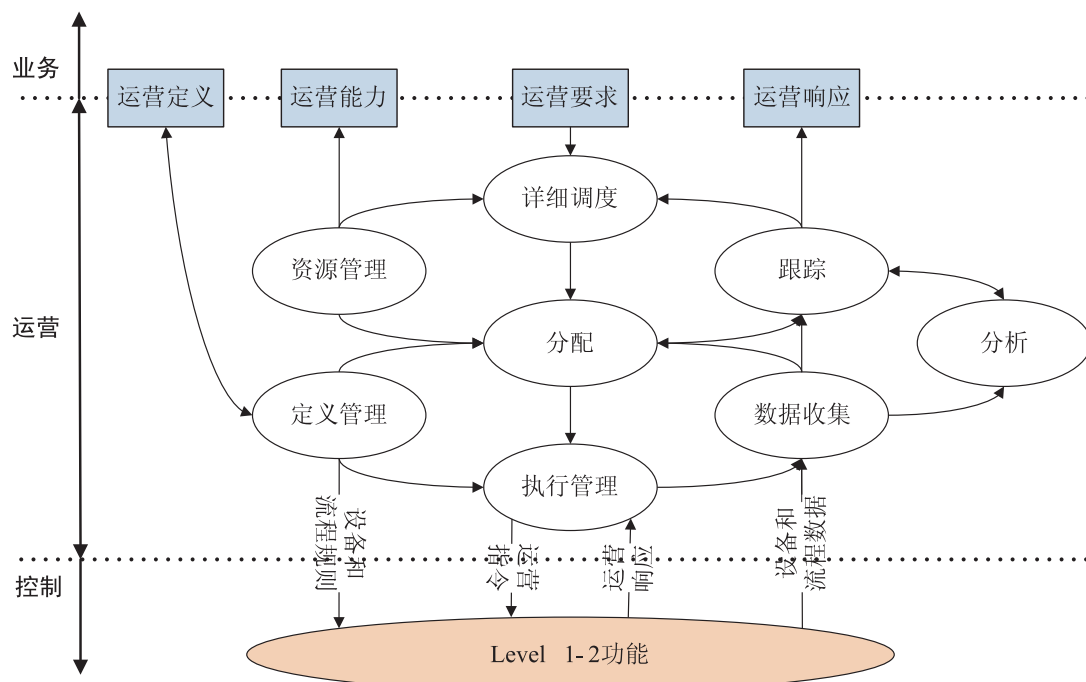 业务
运营定义
运营能力
运营要求
运营响应
详细调度
资源管理
跟踪
运营
分配
分析
定义管理
数据收集
执行管理
设备和
流程规则
运营
指令
运营
响应
设备和
流程数据
控制
Level 1-2功能